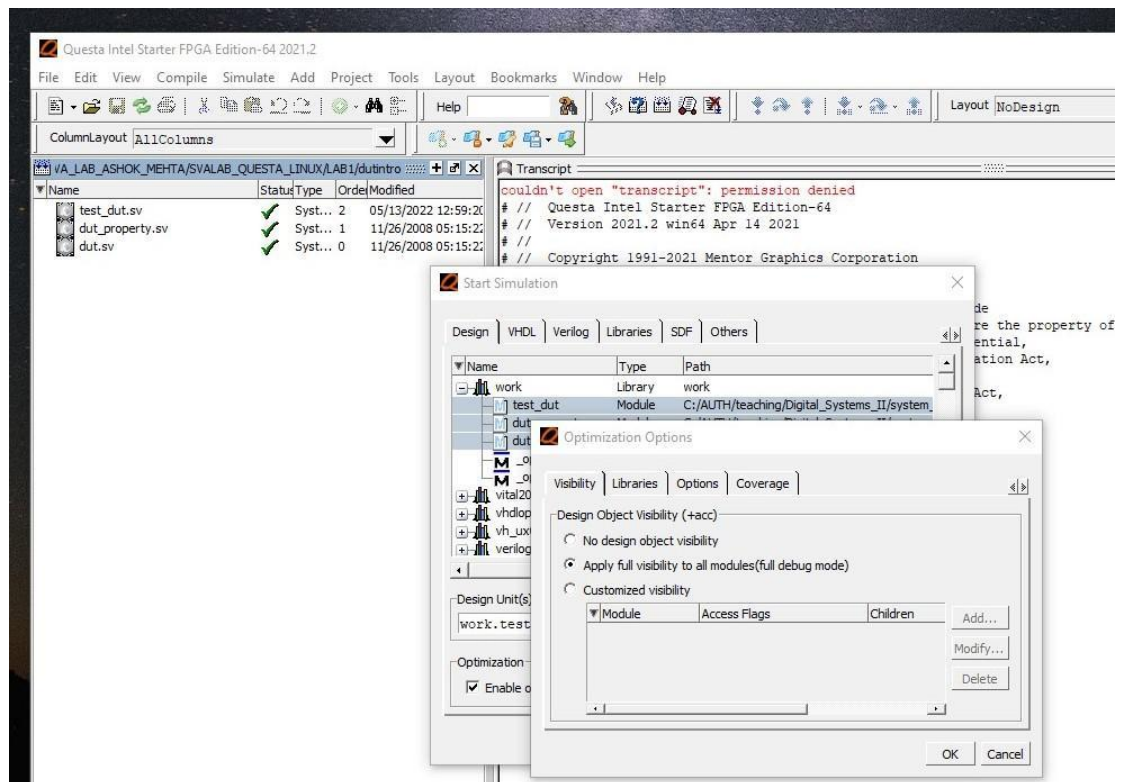 Questa Intel Starter FPGA Edition-64 2021.2
File Edit View Compile Simulate Add Project Tools Layout Bookmarks Window Help
Help
Layout NoDesign
ColumnLayout AllColumns
VA_LAB_ASHOK_MEHTA/SVALAB_QUESTA_LINUX/LAB1/dutintro
Name Status Type Order Modified
test_dut.sv Syst... 2 05/13/2022 12:59:20
dut_property.sv Syst... 1 11/26/2008 05:15:22
dut.sv Syst... 0 11/26/2008 05:15:22
Transcript
couldn't open "transcript": permission denied
# // Questa Intel Starter FPGA Edition-64
# // Version 2021.2 win64 Apr 14 2021
# //
# // Copyright 1991-2021 Mentor Graphics Corporation
de
re the property of
ential,
ation Act,
Act,
Start Simulation
Design VHDL Verilog Libraries SDF Others
Name Type Path
work Library work
test_dut Module C:/AUTH/teaching/Digital_Systems_II/system_
dut
M _o
M
vital20
vhdlop
vh_ux
verilog
Design Unit(s)
work.test
Optimization
Enable o
Optimization Options
Visibility Libraries Options Coverage
Design Object Visibility (+acc)
No design object visibility
Apply full visibility to all modules(full debug mode)
Customized visibility
Module Access Flags Children
Add...
Modify...
Delete
OK Cancel